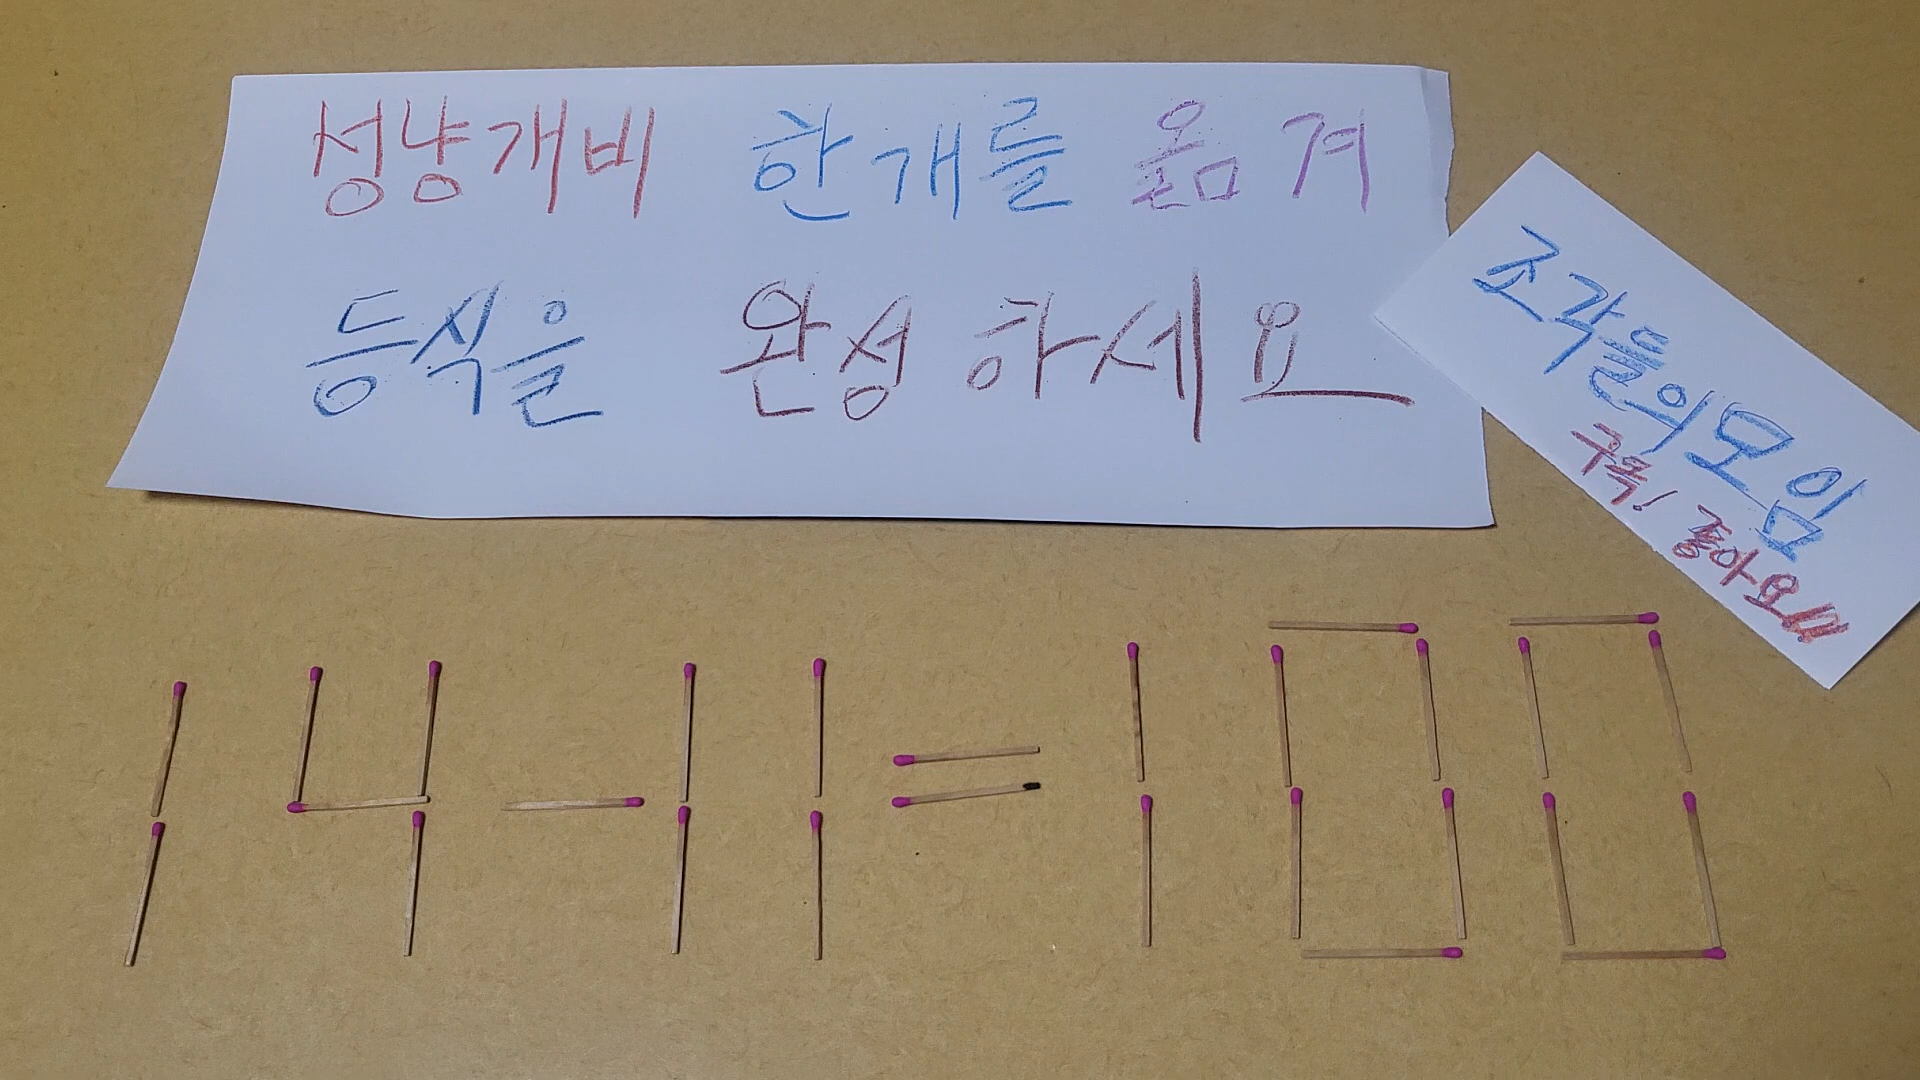 성냥개비 한개를 옮겨
등식을 완성하세요
조각들의모임
구독! 좋아요!!!
14-11=100